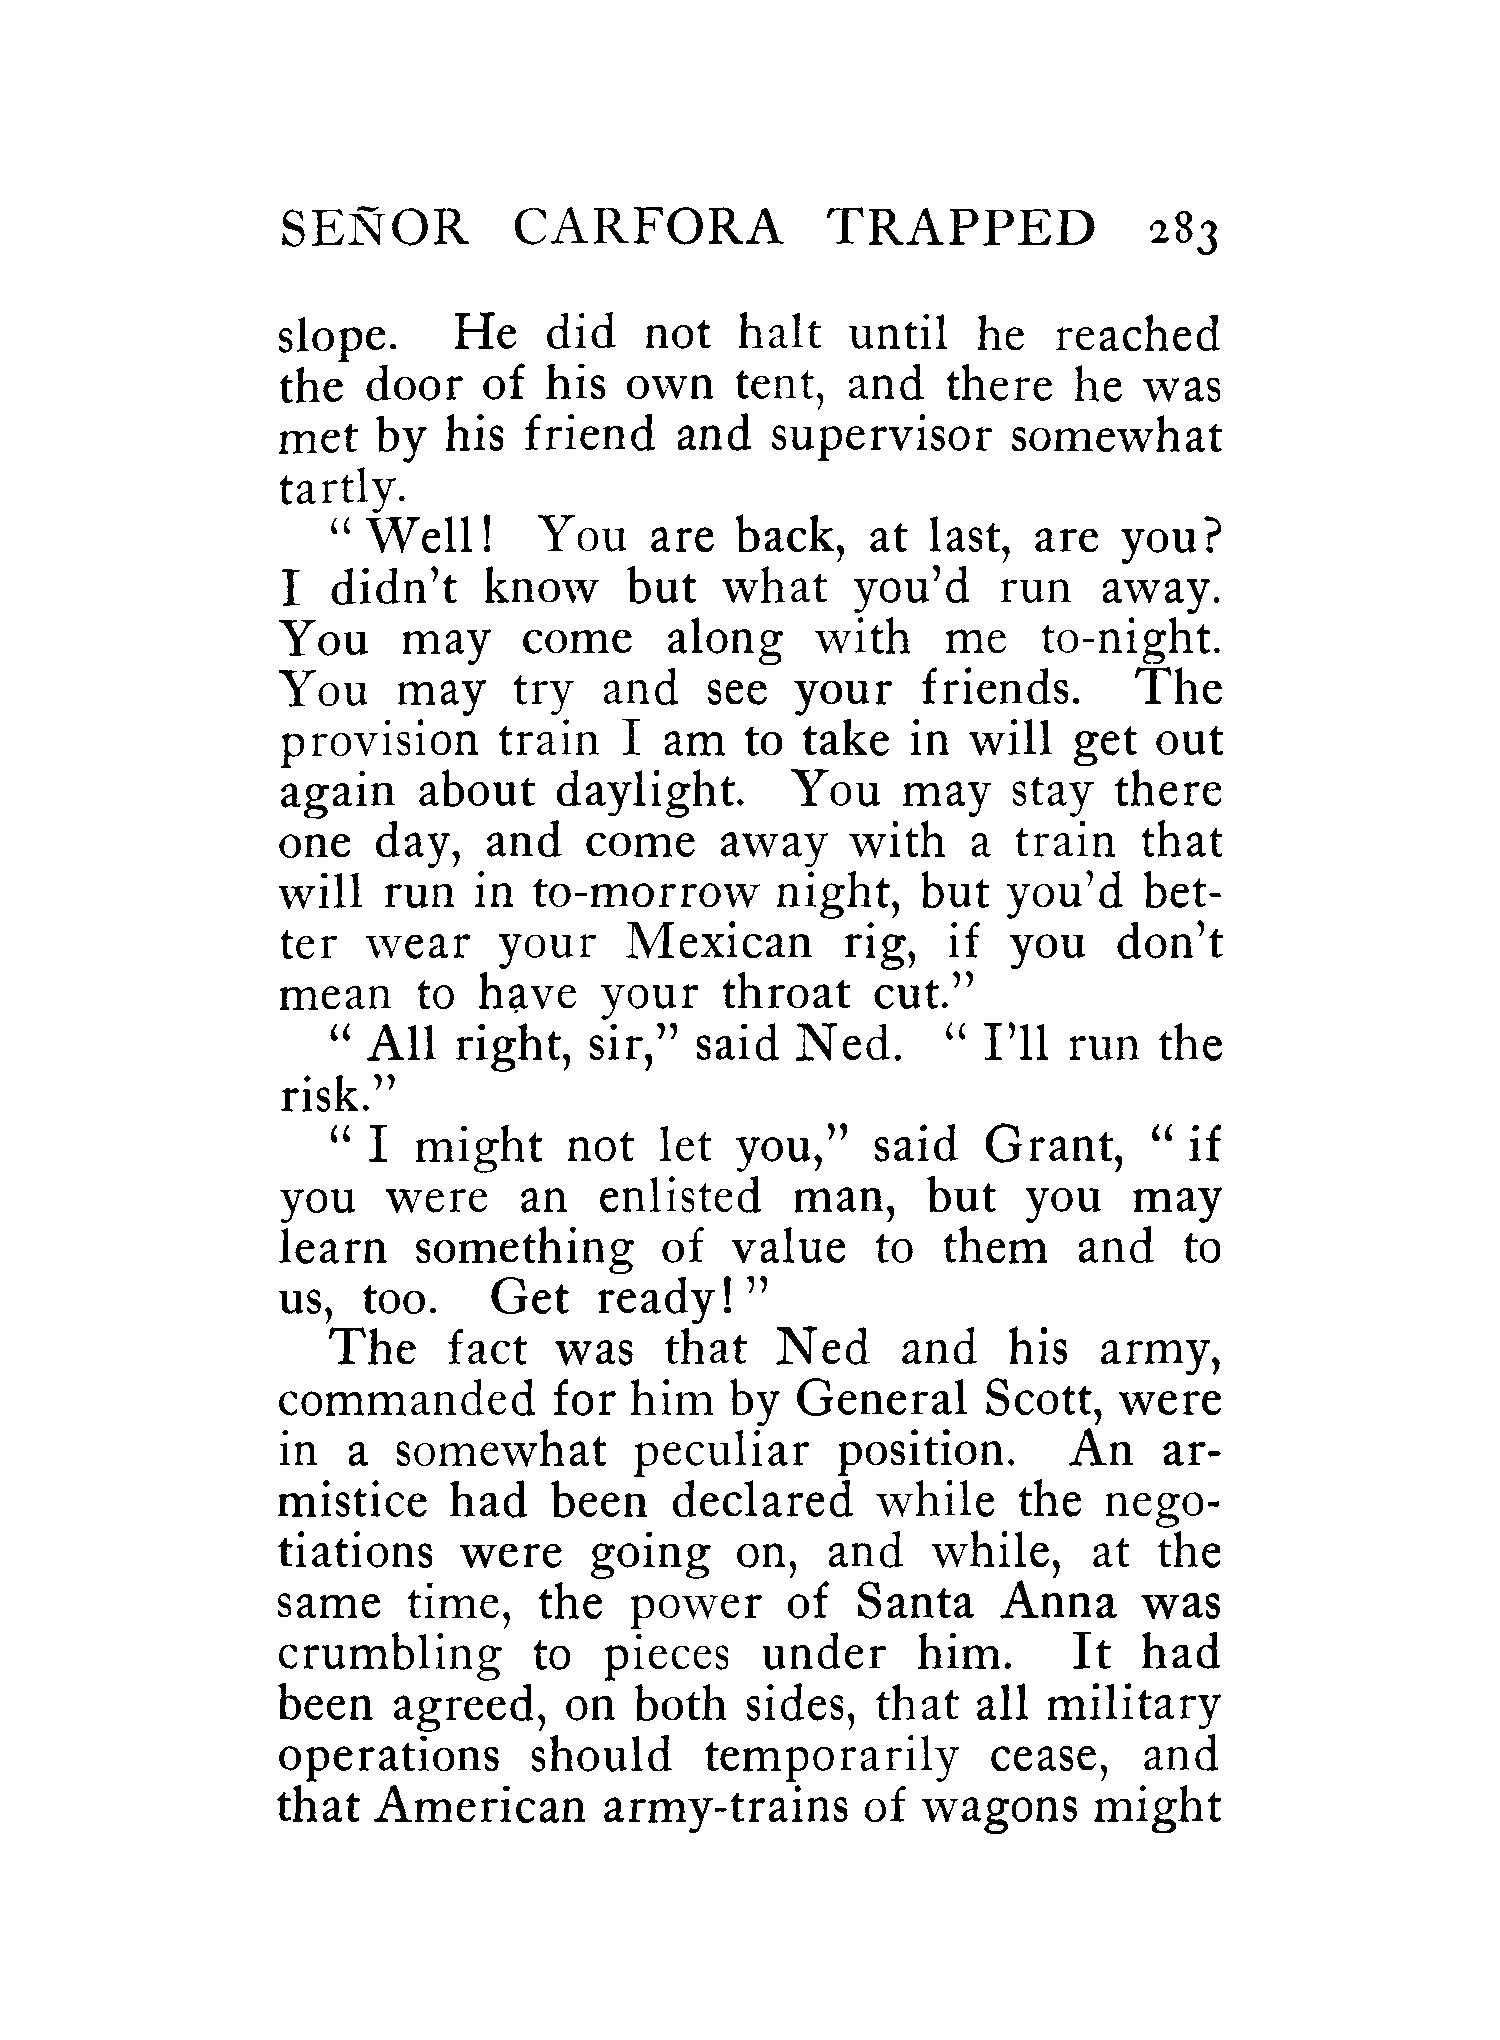 SEÑOR CARFORA TRAPPED 283
slope. He did not halt until he reached
the door of his own tent, and there he was
met by his friend and supervisor somewhat
tartly.
“ Well! You are back, at last, are you?
I didn’t know but what you’d run away.
You may come along with me to-night.
You may try and see your friends. The
provision train I am to take in will get out
again about daylight. You may stay there
one day, and come away with a train that
will run in to-morrow night, but you’d bet-
ter wear your Mexican rig, if you don’t
mean to have your throat cut.”
“ All right, sir,” said Ned. “ I’ll run the
risk.”
“ I might not let you,” said Grant, “ if
you were an enlisted man, but you may
learn something of value to them and to
us, too. Get ready! ”
The fact was that Ned and his army,
commanded for him by General Scott, were
in a somewhat peculiar position. An ar-
mistice had been declared while the nego-
tiations were going on, and while, at the
same time, the power of Santa Anna was
crumbling to pieces under him. It had
been agreed, on both sides, that all military
operations should temporarily cease, and
that American army-trains of wagons might